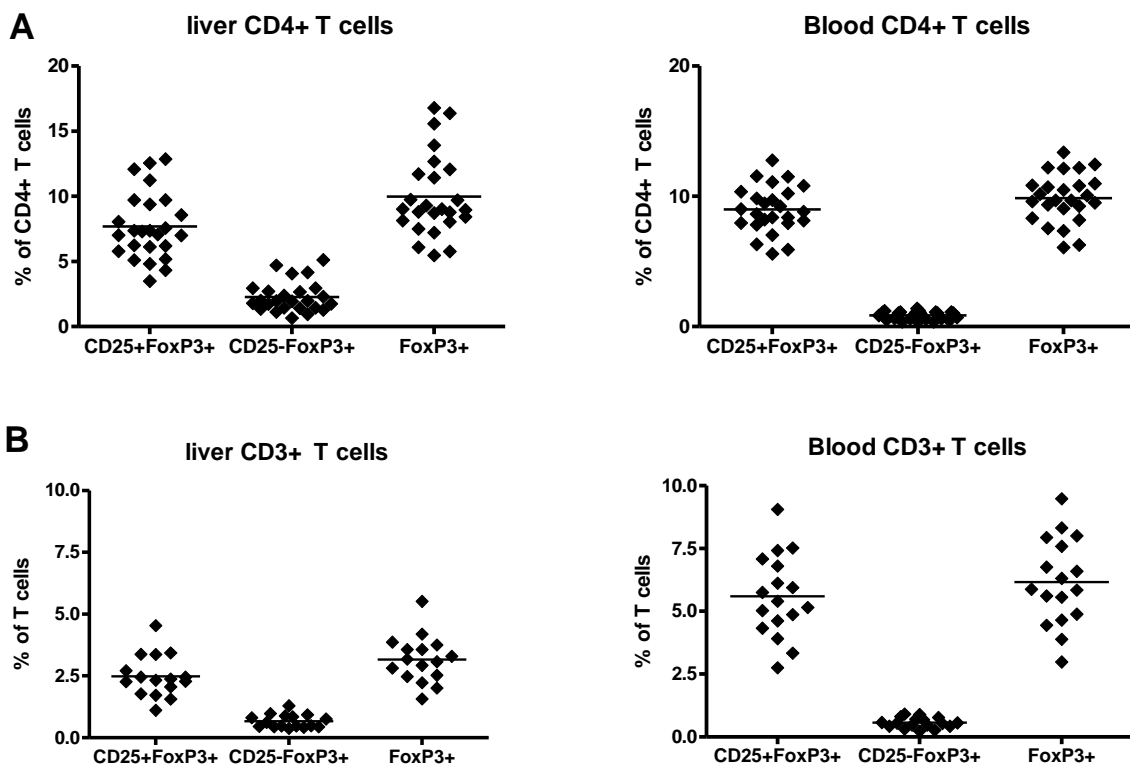 A
liver CD4+ T cells
% of CD4+ T cells
20
15
10
5
0
CD25+FoxP3+
CD25-FoxP3+
FoxP3+
Blood CD4+ T cells
% of CD4+ T cells
20
15
10
5
0
CD25+FoxP3+
CD25-FoxP3+
FoxP3+
B
liver CD3+ T cells
% of T cells
10.0
7.5
5.0
2.5
0.0
CD25+FoxP3+
CD25-FoxP3+
FoxP3+
Blood CD3+ T cells
% of T cells
10.0
7.5
5.0
2.5
0.0
CD25+FoxP3+
CD25-FoxP3+
FoxP3+